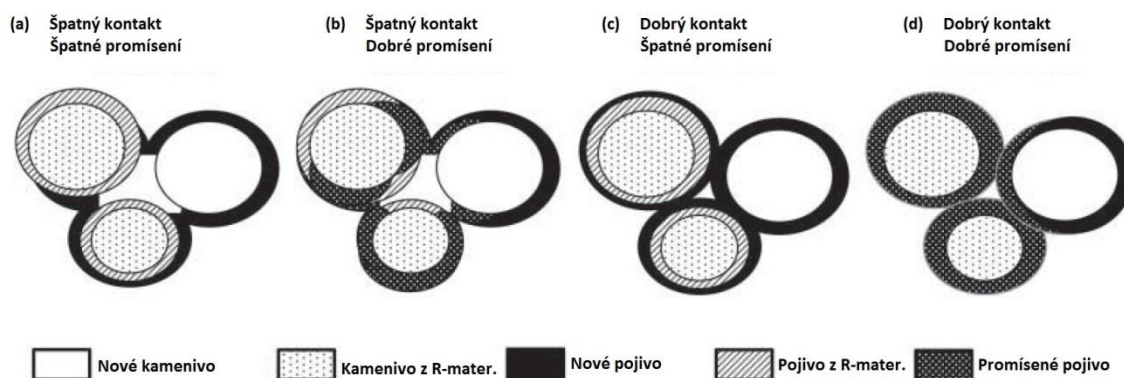 (a) Špatný kontakt
Špatné promísení
(b) Špatný kontakt
Dobré promísení
(c) Dobrý kontakt
Špatné promísení
(d) Dobrý kontakt
Dobré promísení
Nové kamenivo
Kamenivo z R-mater.
Nové pojivo
Pojivo z R-mater.
Promísené pojivo